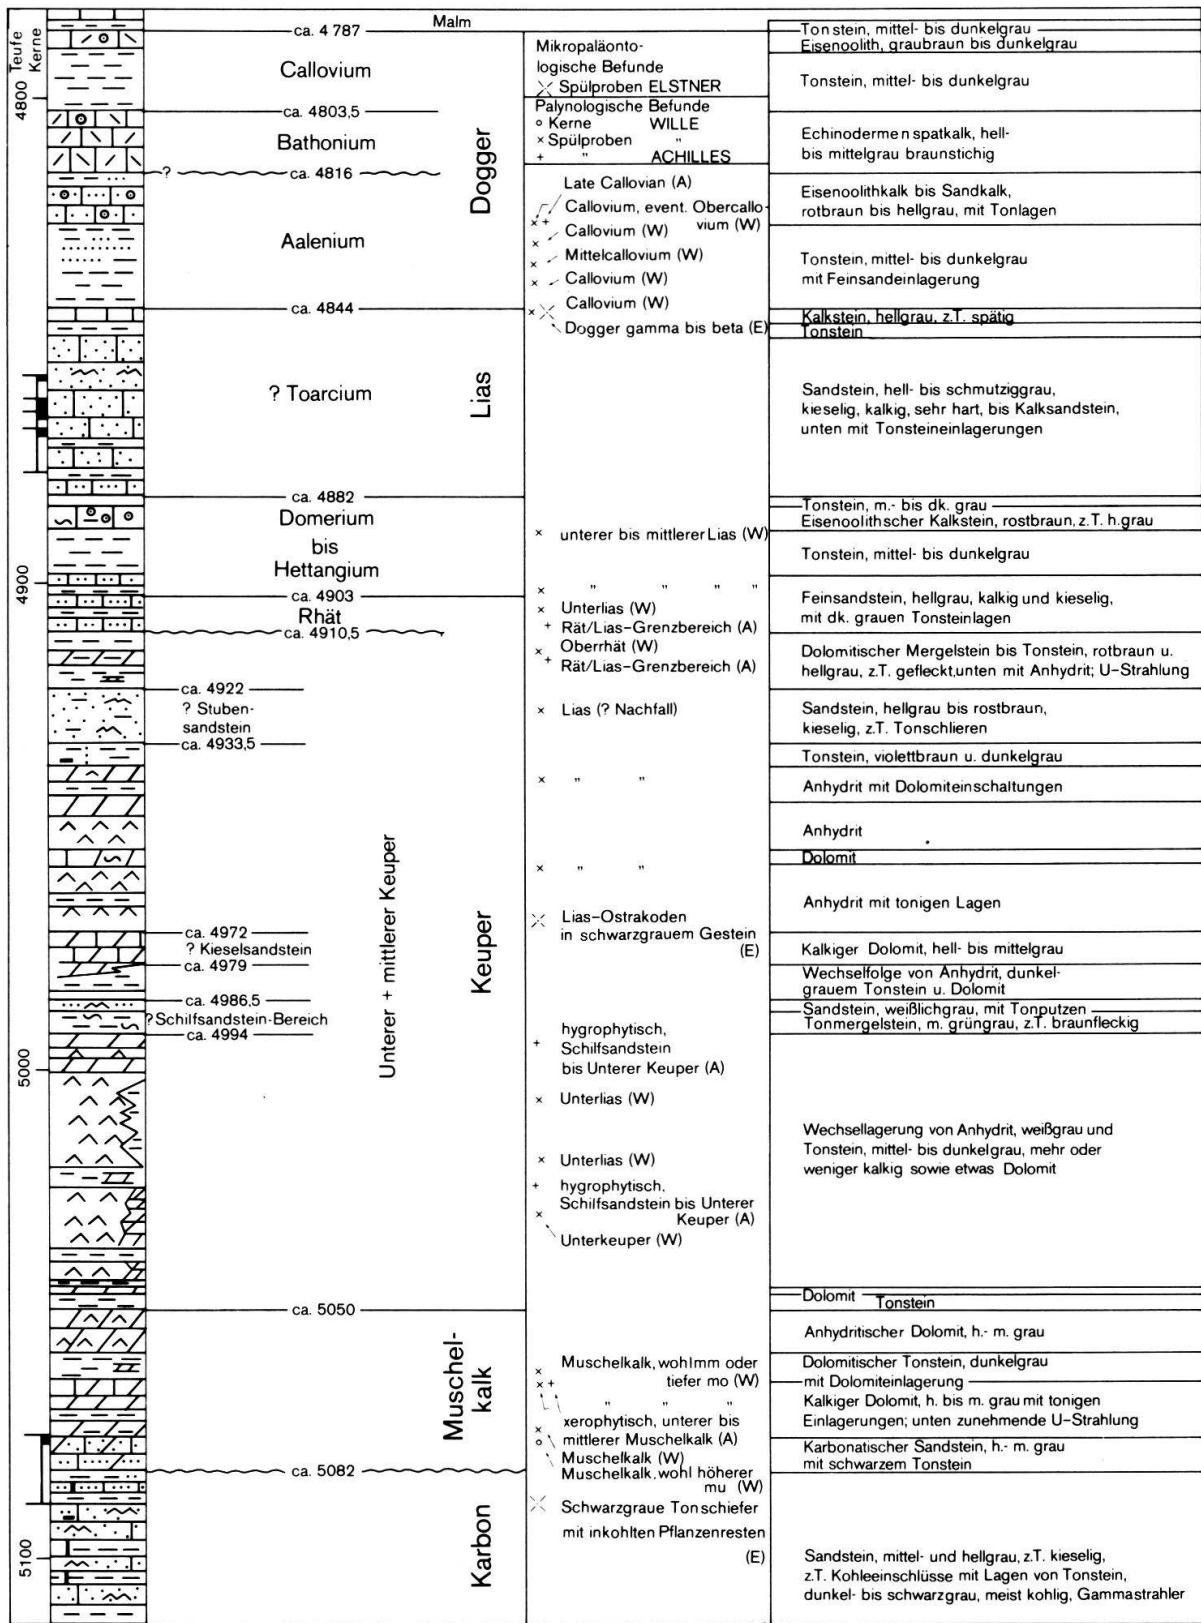 Teufe
Kerne
4800
4900
5000
5100
Malm
ca. 4 787
Callovium
ca. 4803,5
Bathonium
? ca. 4816
Aalenium
ca. 4844
? Toarcium
ca. 4882
Domerium
bis
Hettangium
ca. 4903
Rhät
ca. 4910,5
ca. 4922
? Stuben-
sandstein
ca. 4933,5
ca. 4972
? Kieselsandstein
ca. 4979
ca. 4986,5
? Schilfsandstein-Bereich
ca. 4994
ca. 5050
ca. 5082
Unterer + mittlerer Keuper
Dogger
Lias
Keuper
Muschel-
kalk
Karbon
Mikropaläonto-
logische Befunde
Spülproben ELSTNER
Palynologische Befunde
o Kerne WILLE
× Spülproben "
+ " ACHILLES
Late Callovian (A)
Callovium, event. Obercallo-
vium (W)
Callovium (W)
Mittelcallovium (W)
Callovium (W)
Callovium (W)
Dogger gamma bis beta (E)
unterer bis mittlerer Lias (W)
" " " "
Unterlias (W)
Rät/Lias-Grenzbereich (A)
Oberrhät (W)
Rät/Lias-Grenzbereich (A)
Lias (? Nachfall)
" "
" "
Lias-Ostrakoden
in schwarzgrauem Gestein
(E)
hygrophytisch,
Schilfsandstein
bis Unterer Keuper (A)
Unterlias (W)
Unterlias (W)
hygrophytisch,
Schilfsandstein bis Unterer
Keuper (A)
Unterkeuper (W)
Muschelkalk, wohl mm oder
tiefer mo (W)
" " "
xerophytisch, unterer bis
mittlerer Muschelkalk (A)
Muschelkalk (W)
Muschelkalk, wohl höherer
mu (W)
Schwarzgraue Tonschiefer
mit inkohlten Pflanzenresten
(E)
Tonstein, mittel- bis dunkelgrau
Eisenoolith, graubraun bis dunkelgrau
Tonstein, mittel- bis dunkelgrau
Echinodermenspatkalk, hell-
bis mittelgrau braunstichig
Eisenoolithkalk bis Sandkalk,
rotbraun bis hellgrau, mit Tonlagen
Tonstein, mittel- bis dunkelgrau
mit Feinsandeinlagerung
Kalkstein, hellgrau, z.T. spätig
Tonstein
Sandstein, hell- bis schmutziggrau,
kieselig, kalkig, sehr hart, bis Kalksandstein,
unten mit Tonsteineinlagerungen
Tonstein, m.- bis dk. grau
Eisenoolithscher Kalkstein, rostbraun, z.T. h.grau
Tonstein, mittel- bis dunkelgrau
Feinsandstein, hellgrau, kalkig und kieselig,
mit dk. grauen Tonsteinlagen
Dolomitischer Mergelstein bis Tonstein, rotbraun u.
hellgrau, z.T. gefleckt, unten mit Anhydrit; U-Strahlung
Sandstein, hellgrau bis rostbraun,
kieselig, z.T. Tonschlieren
Tonstein, violettbraun u. dunkelgrau
Anhydrit mit Dolomiteinschaltungen
Anhydrit
Dolomit
Anhydrit mit tonigen Lagen
Kalkiger Dolomit, hell- bis mittelgrau
Wechselfolge von Anhydrit, dunkel-
grauem Tonstein u. Dolomit
Sandstein, weißlichgrau, mit Tonputzen
Tonmergelstein, m. grüngrau, z.T. braunfleckig
Wechsellagerung von Anhydrit, weißgrau und
Tonstein, mittel- bis dunkelgrau, mehr oder
weniger kalkig sowie etwas Dolomit
Dolomit
Tonstein
Anhydritischer Dolomit, h.- m. grau
Dolomitischer Tonstein, dunkelgrau
mit Dolomiteinlagerung
Kalkiger Dolomit, h. bis m. grau mit tonigen
Einlagerungen; unten zunehmende U-Strahlung
Karbonatischer Sandstein, h.- m. grau
mit schwarzem Tonstein
Sandstein, mittel- und hellgrau, z.T. kieselig,
z.T. Kohleeinschlüsse mit Lagen von Tonstein,
dunkel- bis schwarzgrau, meist kohlig, Gammastrahler